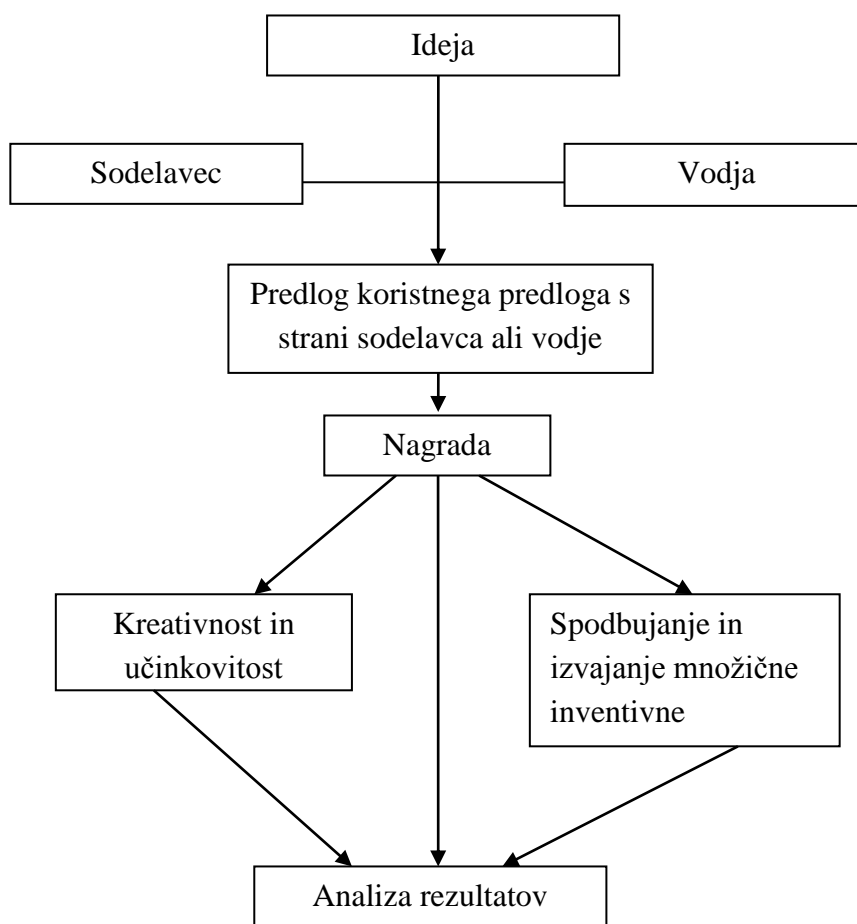 Ideja
Sodelavec
Vodja
Predlog koristnega predloga s
strani sodelavca ali vodje
Nagrada
Kreativnost in
učinkovitost
Spodbujanje in
izvajanje množične
inventivne
Analiza rezultatov